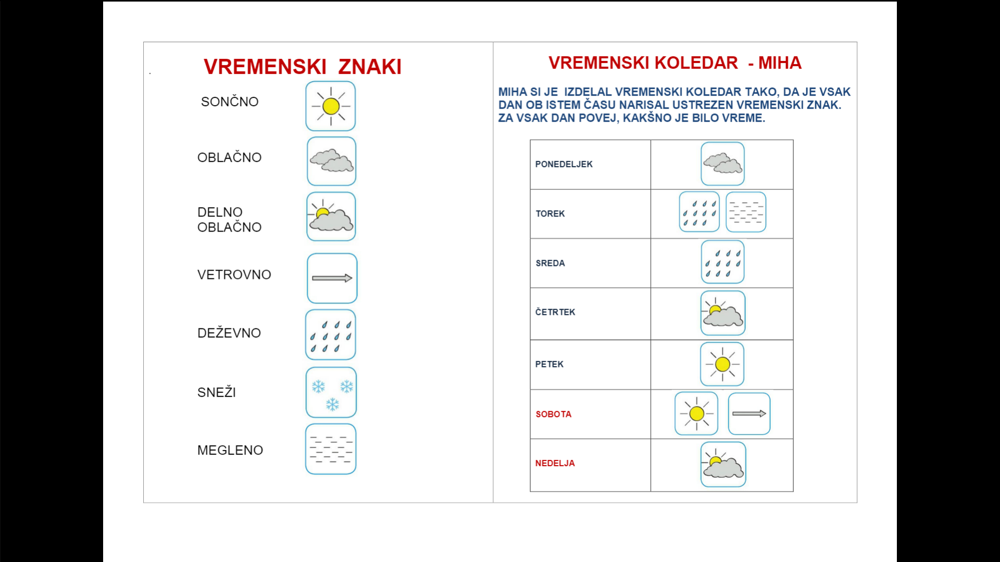 VREMENSKI ZNAKI
SONČNO
OBLAČNO
DELNO
OBLAČNO
VETROVNO
DEŽEVNO
SNEŽI
MEGLENO
VREMENSKI KOLEDAR - MIHA
MIHA SI JE IZDELAL VREMENSKI KOLEDAR TAKO, DA JE VSAK
DAN OB ISTEM ČASU NARISAL USTREZEN VREMENSKI ZNAK.
ZA VSAK DAN POVEJ, KAKŠNO JE BILO VREME.
PONEDELJEK
TOREK
SREDA
ČETRTEK
PETEK
SOBOTA
NEDELJA